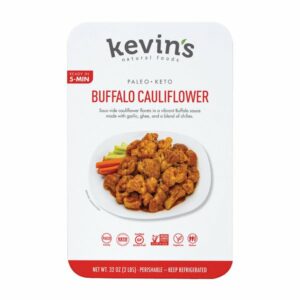 kevin's
natural foods
READY IN
5-MIN
PALEO • KETO
BUFFALO CAULIFLOWER
Sous-vide cauliflower florets in a vibrant Buffalo sauce
made with garlic, ghee, and a blend of chilies.
NET WT. 32 OZ (2 LBS) • PERISHABLE – KEEP REFRIGERATED